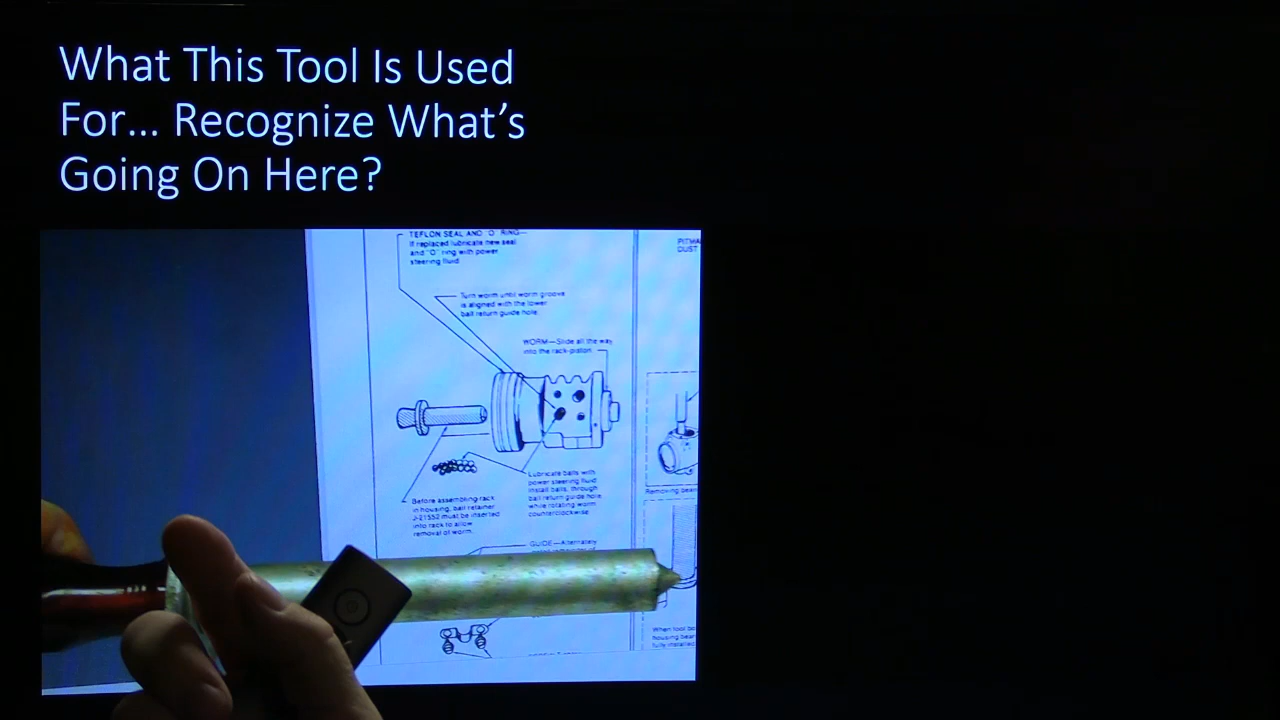 What This Tool Is Used
For... Recognize What's
Going On Here?
TEFLON SEAL AND "O" RING—
If replaced lubricate new seal
and "O" ring with power
steering fluid.
Turn worm until worm groove
is aligned with the lower
ball return guide hole.
WORM—Slide all the way
into the rack-piston
PITMA
DUST
Lubricate balls with
power steering fluid
Install balls, through
ball return guide hole
while rotating worm
counterclockwise
Before assembling rack
in housing, ball retainer
J-21552 must be inserted
into rack to allow
removal of worm.
Removing bear
GUIDE—Alternately
When tool bo
housing bear
fully installed